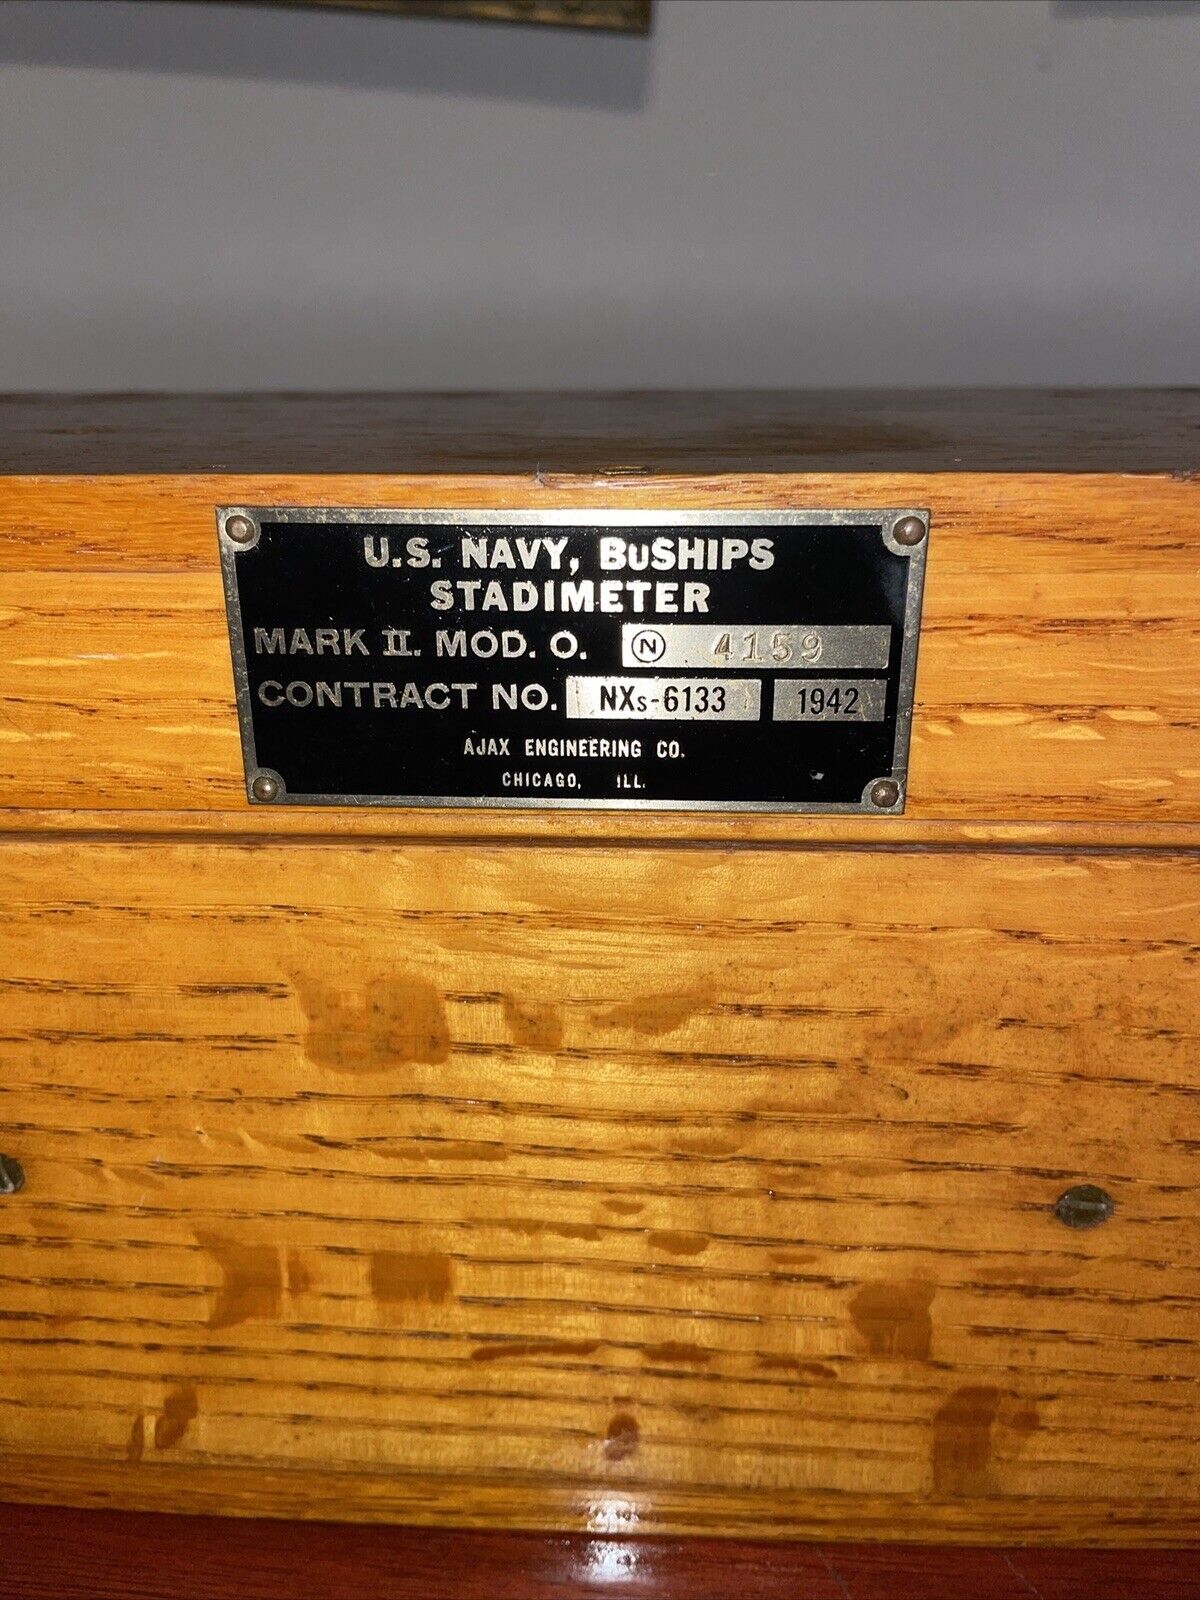 U.S. NAVY, BuSHIPS
STADIMETER
MARK II. MOD. O. Ⓝ 4159
CONTRACT NO. NXs-6133 1942
AJAX ENGINEERING CO.
CHICAGO, ILL.